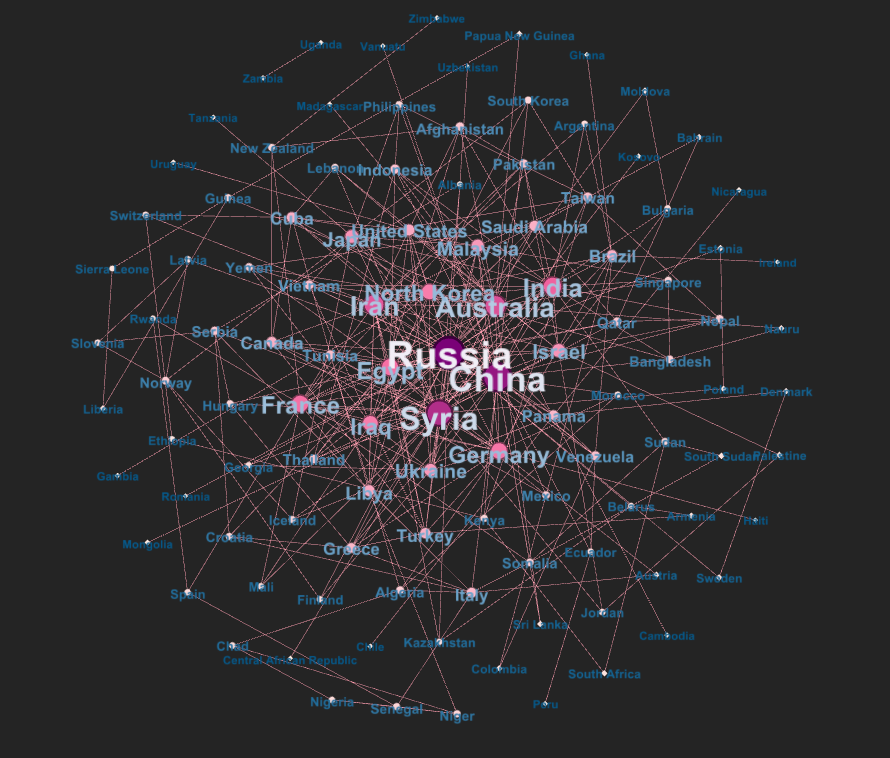 Zimbabwe
Papua New Guinea
Uganda
Vanuatu
Ghana
Uzbekistan
Zambia
Moldova
South Korea
Madagascar
Philippines
Tanzania
Argentina
Afghanistan
Bahrain
New Zealand
Kosovo
Uruguay
Lebanon
Indonesia
Pakistan
Albania
Nicaragua
Guinea
Taiwan
Switzerland
Cuba
Bulgaria
United States
Saudi Arabia
Japan
Malaysia
Estonia
Brazil
Latvia
Ireland
Sierra Leone
Yemen
Singapore
Vietnam
North Korea
India
Iran
Australia
Rwanda
Qatar
Nepal
Nauru
Serbia
Slovenia
Canada
Tunisia
Russia
Israel
Bangladesh
Egypt
China
Norway
Poland
Denmark
Morocco
Liberia
Hungary
France
Syria
Panama
Iraq
Ethiopia
Sudan
Germany
Venezuela
South Sudan
Palestine
Thailand
Georgia
Ukraine
Gambia
Romania
Libya
Mexico
Belarus
Armenia
Iceland
Kenya
Haiti
Croatia
Turkey
Mongolia
Greece
Ecuador
Somalia
Austria
Sweden
Mali
Spain
Finland
Algeria
Italy
Jordan
Sri Lanka
Cambodia
Chad
Chile
Kazakhstan
Central African Republic
Colombia
South Africa
Nigeria
Senegal
Niger
Peru